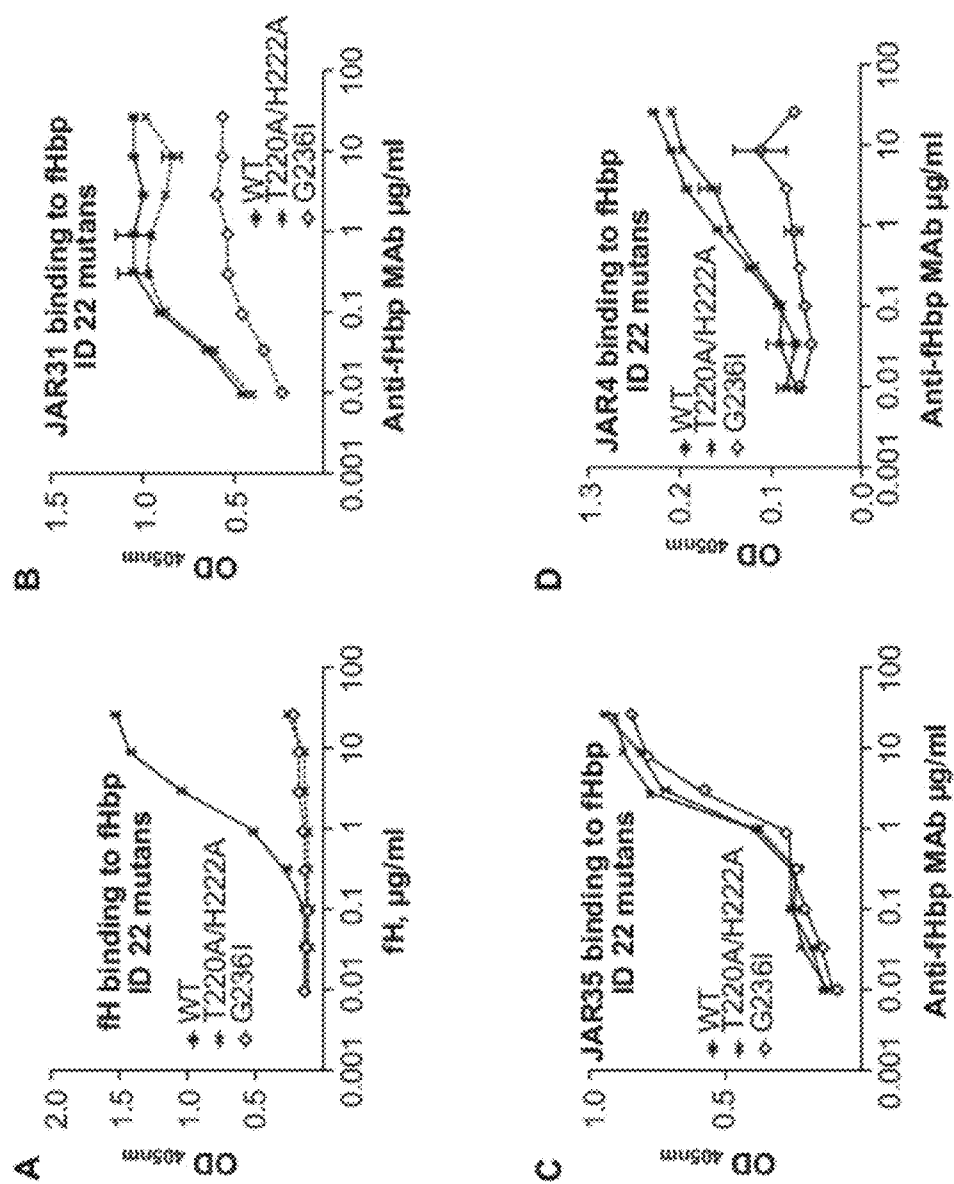 A
fH binding to fHbp
ID 22 mutans
WT
T220A/H222A
G236I
OD 405nm
2.0
1.5
1.0
0.5
0.001
0.01
0.1
1
10
100
fH, µg/ml
B
JAR31 binding to fHbp
ID 22 mutans
OD 405nm
1.5
1.0
0.5
WT
T220A/H222A
G236I
0.001
0.01
0.1
1
10
100
Anti-fHbp MAb µg/ml
C
JAR35 binding to fHbp
ID 22 mutans
WT
T220A/H222A
G236I
OD 405nm
1.0
0.5
0.001
0.01
0.1
1
10
100
Anti-fHbp MAb µg/ml
D
JAR4 binding to fHbp
ID 22 mutans
WT
T220A/H222A
G236I
OD 405nm
1.3
0.2
0.1
0.0
0.001
0.01
0.1
1
10
100
Anti-fHbp MAb µg/ml